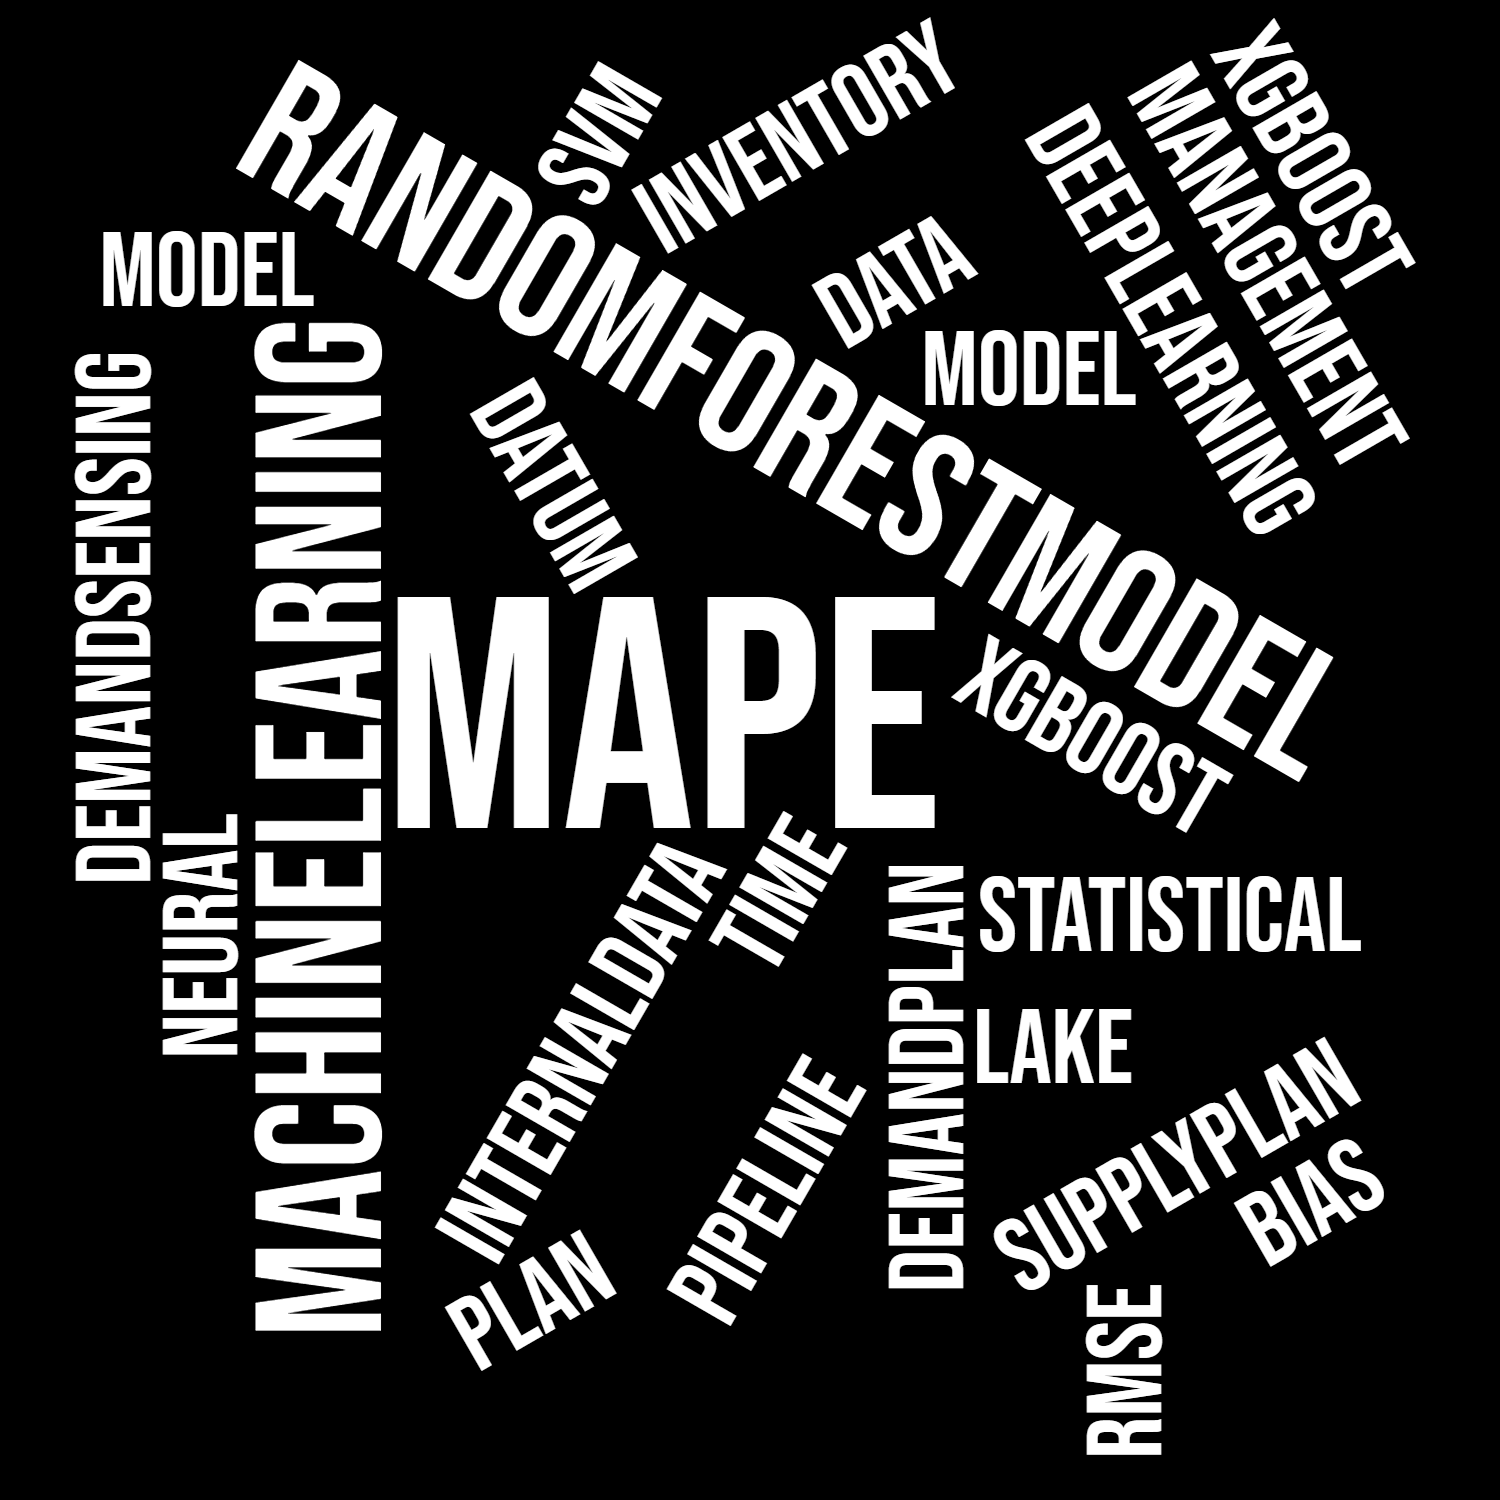 XGBOOST
INVENTORY
SVM
RANDOMFORESTMODEL
MANAGEMENT
DEEPLEARNING
DATA
MODEL
MODEL
DEMANDSENSING
MACHINELEARNING
DATUM
MAPE
XGBOOST
NEURAL
TIME
INTERNALDATA
STATISTICAL
DEMANDPLAN
LAKE
PIPELINE
SUPPLYPLAN
BIAS
PLAN
RMSE